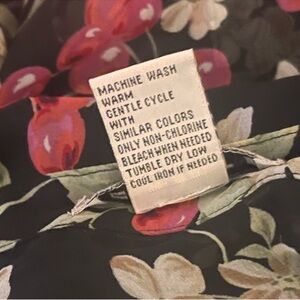 MACHINE WASH
WARM
GENTLE CYCLE
WITH
SIMILAR COLORS
ONLY NON-CHLORINE
BLEACH WHEN NEEDED
TUMBLE DRY LOW
COOL IRON IF NEEDED